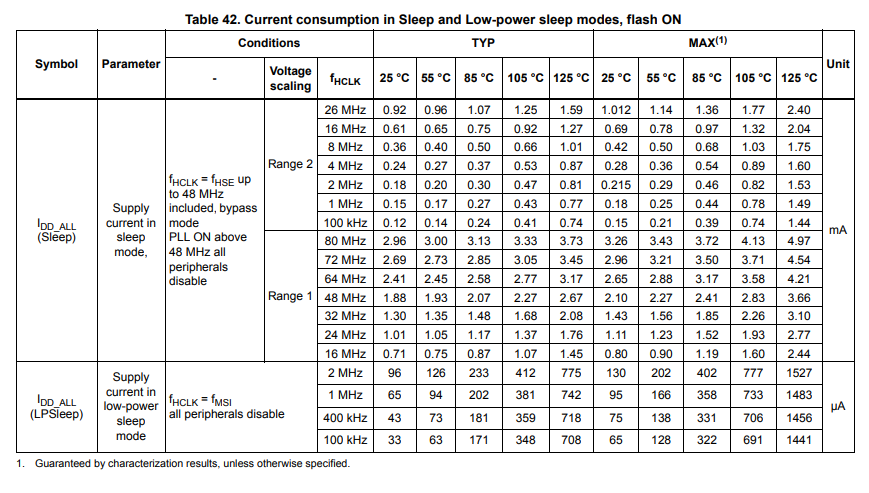 Table 42. Current consumption in Sleep and Low-power sleep modes, flash ON
Symbol Parameter Conditions TYP MAX(1) Unit
- Voltage scaling fHCLK 25 °C 55 °C 85 °C 105 °C 125 °C 25 °C 55 °C 85 °C 105 °C 125 °C
IDD_ALL (Sleep) Supply current in sleep mode, fHCLK = fHSE up to 48 MHz included, bypass mode PLL ON above 48 MHz all peripherals disable mA
Range 2
26 MHz 0.92 0.96 1.07 1.25 1.59 1.012 1.14 1.36 1.77 2.40
16 MHz 0.61 0.65 0.75 0.92 1.27 0.69 0.78 0.97 1.32 2.04
8 MHz 0.36 0.40 0.50 0.66 1.01 0.42 0.50 0.68 1.03 1.75
4 MHz 0.24 0.27 0.37 0.53 0.87 0.28 0.36 0.54 0.89 1.60
2 MHz 0.18 0.20 0.30 0.47 0.81 0.215 0.29 0.46 0.82 1.53
1 MHz 0.15 0.17 0.27 0.43 0.77 0.18 0.25 0.44 0.78 1.49
100 kHz 0.12 0.14 0.24 0.41 0.74 0.15 0.21 0.39 0.74 1.44
Range 1
80 MHz 2.96 3.00 3.13 3.33 3.73 3.26 3.43 3.72 4.13 4.97
72 MHz 2.69 2.73 2.85 3.05 3.45 2.96 3.21 3.50 3.71 4.54
64 MHz 2.41 2.45 2.58 2.77 3.17 2.65 2.88 3.17 3.58 4.21
48 MHz 1.88 1.93 2.07 2.27 2.67 2.10 2.27 2.41 2.83 3.66
32 MHz 1.30 1.35 1.48 1.68 2.08 1.43 1.56 1.85 2.26 3.10
24 MHz 1.01 1.05 1.17 1.37 1.76 1.11 1.23 1.52 1.93 2.77
16 MHz 0.71 0.75 0.87 1.07 1.45 0.80 0.90 1.19 1.60 2.44
IDD_ALL (LPSleep) Supply current in low-power sleep mode fHCLK = fMSI all peripherals disable µA
2 MHz 96 126 233 412 775 130 202 402 777 1527
1 MHz 65 94 202 381 742 95 166 358 733 1483
400 kHz 43 73 181 359 718 75 138 331 706 1456
100 kHz 33 63 171 348 708 65 128 322 691 1441
1. Guaranteed by characterization results, unless otherwise specified.